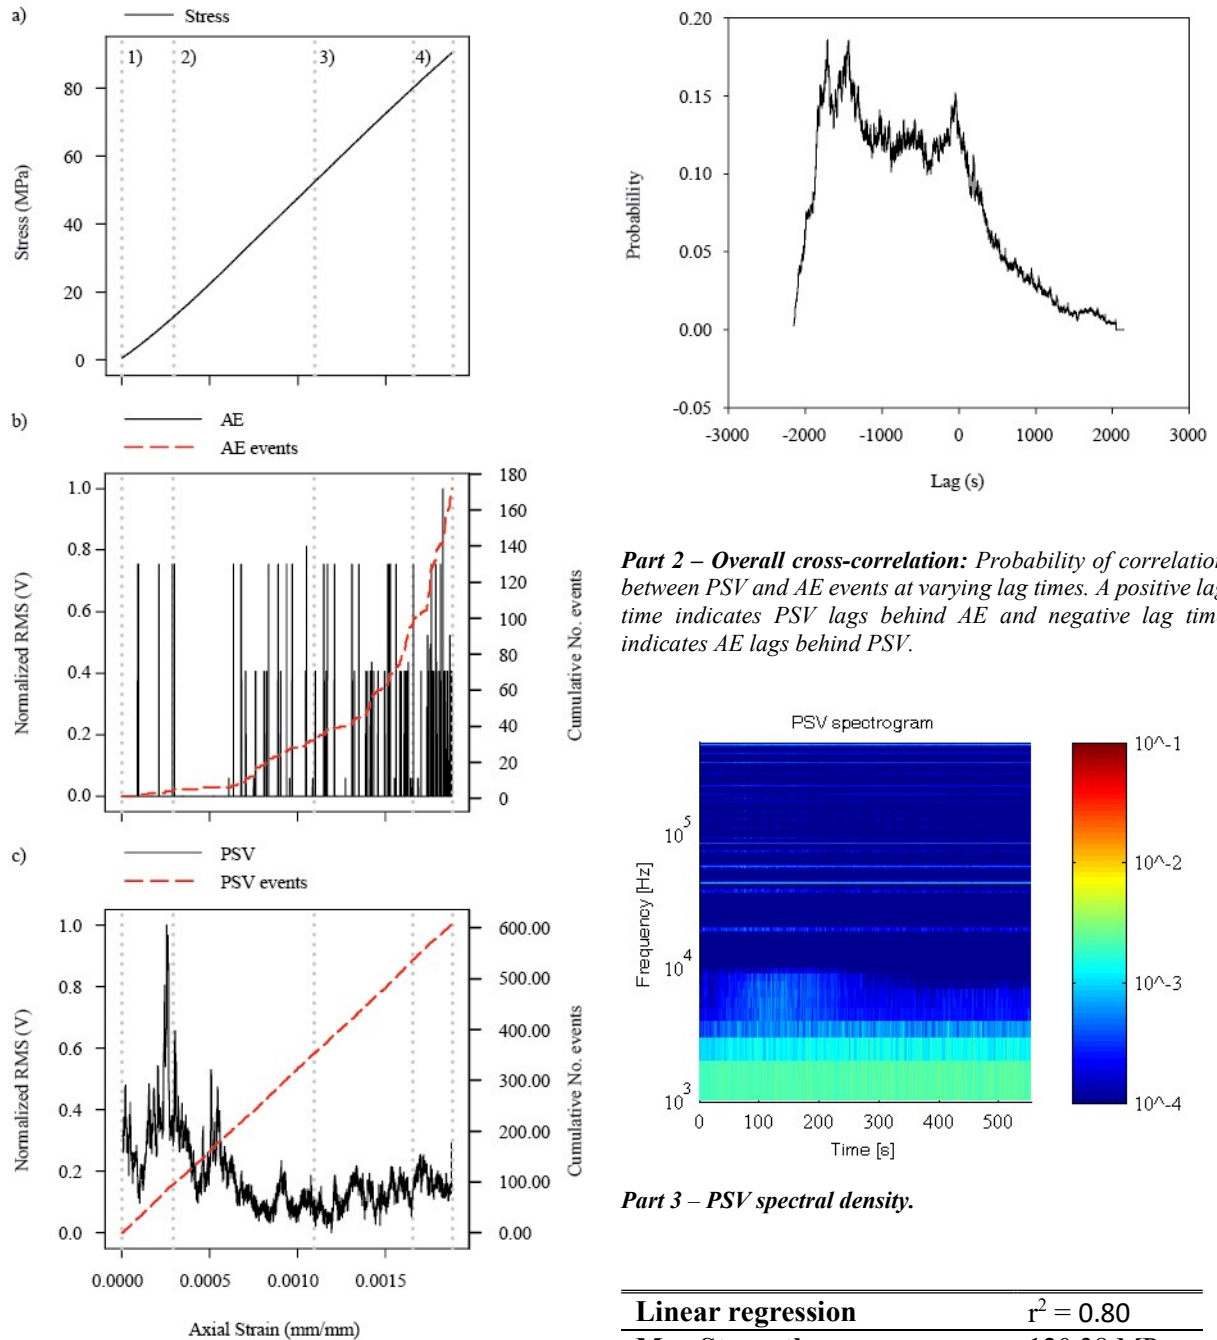 a)
Stress
1)
2)
3)
4)
80
60
40
20
0
Stress (MPa)
b)
AE
AE events
1.0
0.8
0.6
0.4
0.2
0.0
Normalized RMS (V)
180
160
140
120
100
80
60
40
20
0
Cumulative No. events
c)
PSV
PSV events
1.0
0.8
0.6
0.4
0.2
0.0
Normalized RMS (V)
600.00
500.00
400.00
300.00
200.00
100.00
0.00
Cumulative No. events
0.0000 0.0005 0.0010 0.0015
Axial Strain (mm/mm)
0.20
0.15
0.10
0.05
0.00
-0.05
Probablility
-3000 -2000 -1000 0 1000 2000 3000
Lag (s)
Part 2 – Overall cross-correlation: Probability of correlation
between PSV and AE events at varying lag times. A positive lag
time indicates PSV lags behind AE and negative lag tim
indicates AE lags behind PSV.
PSV spectrogram
10^5
10^4
10^3
Frequency [Hz]
0 100 200 300 400 500
Time [s]
10^-1
10^-2
10^-3
10^-4
Part 3 – PSV spectral density.
Linear regression r² = 0.80